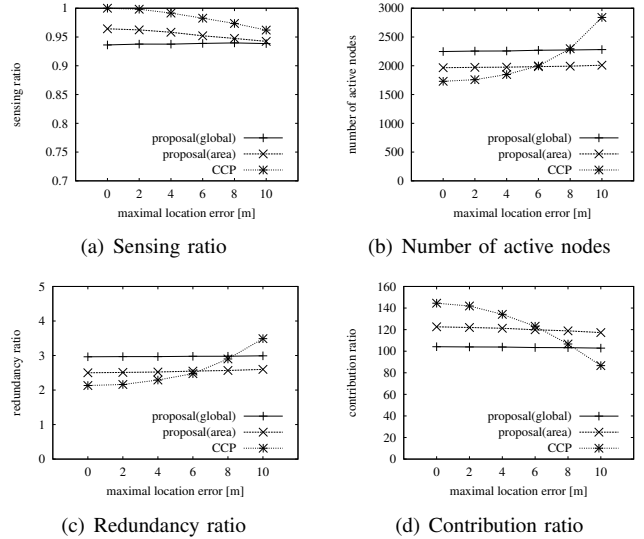 1
0.95
0.9
0.85
0.8
0.75
0.7
sensing ratio
proposal(global)
proposal(area)
CCP
0 2 4 6 8 10
maximal location error [m]
(a) Sensing ratio
3000
2500
2000
1500
1000
500
0
number of active nodes
proposal(global)
proposal(area)
CCP
0 2 4 6 8 10
maximal location error [m]
(b) Number of active nodes
5
4
3
2
1
0
redundancy ratio
proposal(global)
proposal(area)
CCP
0 2 4 6 8 10
maximal location error [m]
(c) Redundancy ratio
160
140
120
100
80
60
40
20
0
contribution ratio
proposal(global)
proposal(area)
CCP
0 2 4 6 8 10
maximal location error [m]
(d) Contribution ratio